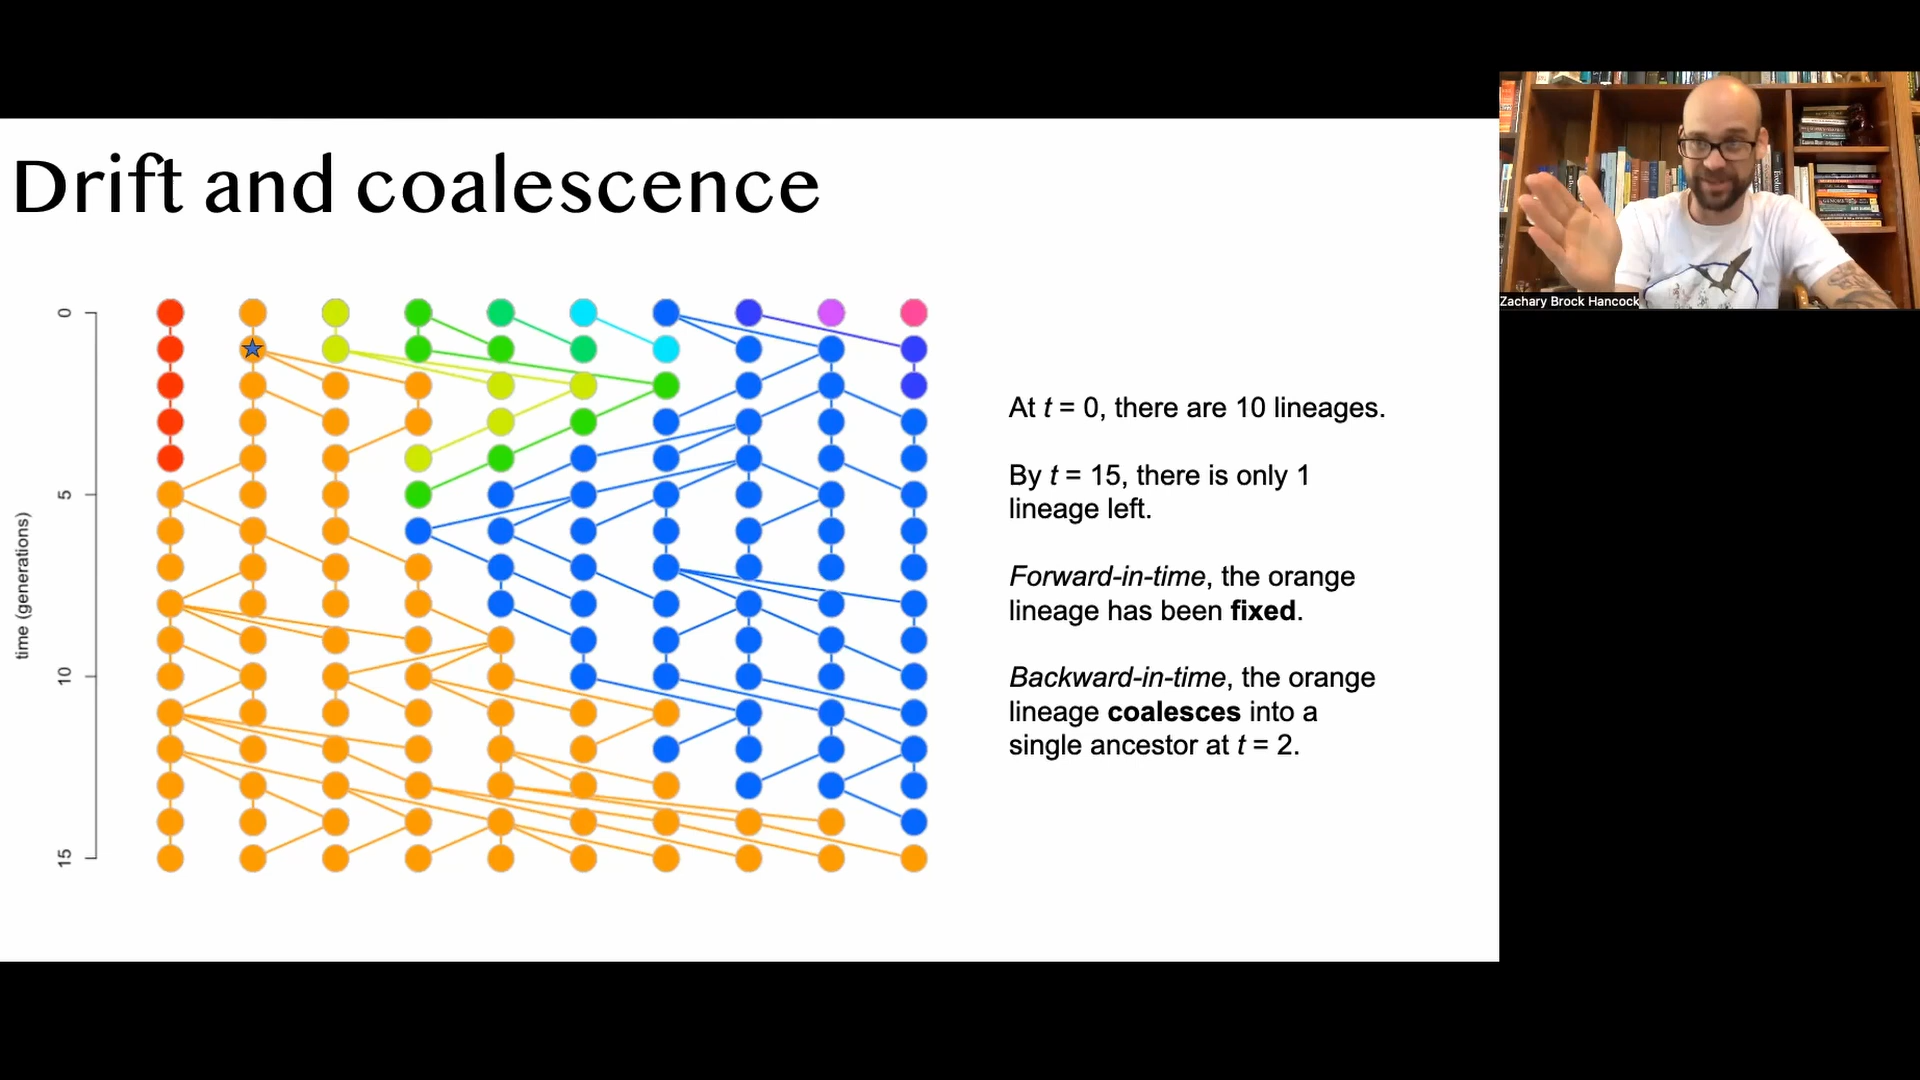 Drift and coalescence
Zachary Brock Hancock
0
5
10
15
time (generations)
At t = 0, there are 10 lineages.
By t = 15, there is only 1
lineage left.
Forward-in-time, the orange
lineage has been fixed.
Backward-in-time, the orange
lineage coalesces into a
single ancestor at t = 2.